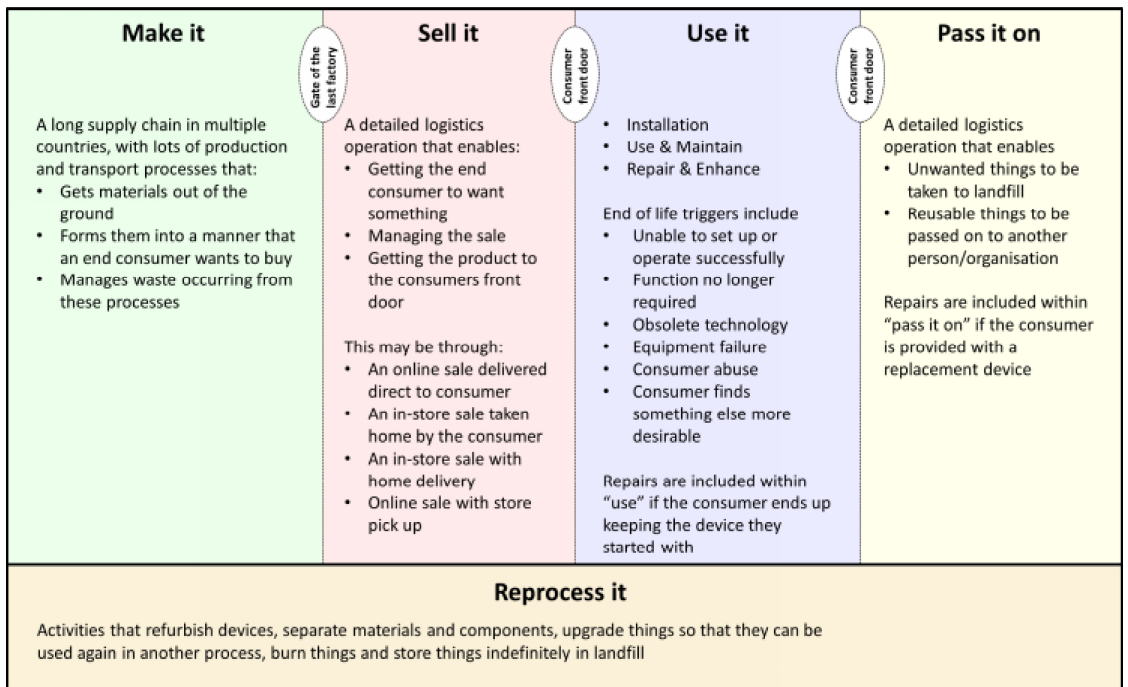 Make it
Gate of the
last factory
Sell it
Consumer
front door
Use it
Consumer
front door
Pass it on
A long supply chain in multiple
countries, with lots of production
and transport processes that:
• Gets materials out of the
ground
• Forms them into a manner that
an end consumer wants to buy
• Manages waste occurring from
these processes
A detailed logistics
operation that enables:
• Getting the end
consumer to want
something
• Managing the sale
• Getting the product to
the consumers front
door
This may be through:
• An online sale delivered
direct to consumer
• An in-store sale taken
home by the consumer
• An in-store sale with
home delivery
• Online sale with store
pick up
• Installation
• Use & Maintain
• Repair & Enhance
End of life triggers include
• Unable to set up or
operate successfully
• Function no longer
required
• Obsolete technology
• Equipment failure
• Consumer abuse
• Consumer finds
something else more
desirable
Repairs are included within
“use” if the consumer ends up
keeping the device they
started with
A detailed logistics
operation that enables
• Unwanted things to be
taken to landfill
• Reusable things to be
passed on to another
person/organisation
Repairs are included within
“pass it on” if the consumer
is provided with a
replacement device
Reprocess it
Activities that refurbish devices, separate materials and components, upgrade things so that they can be
used again in another process, burn things and store things indefinitely in landfill